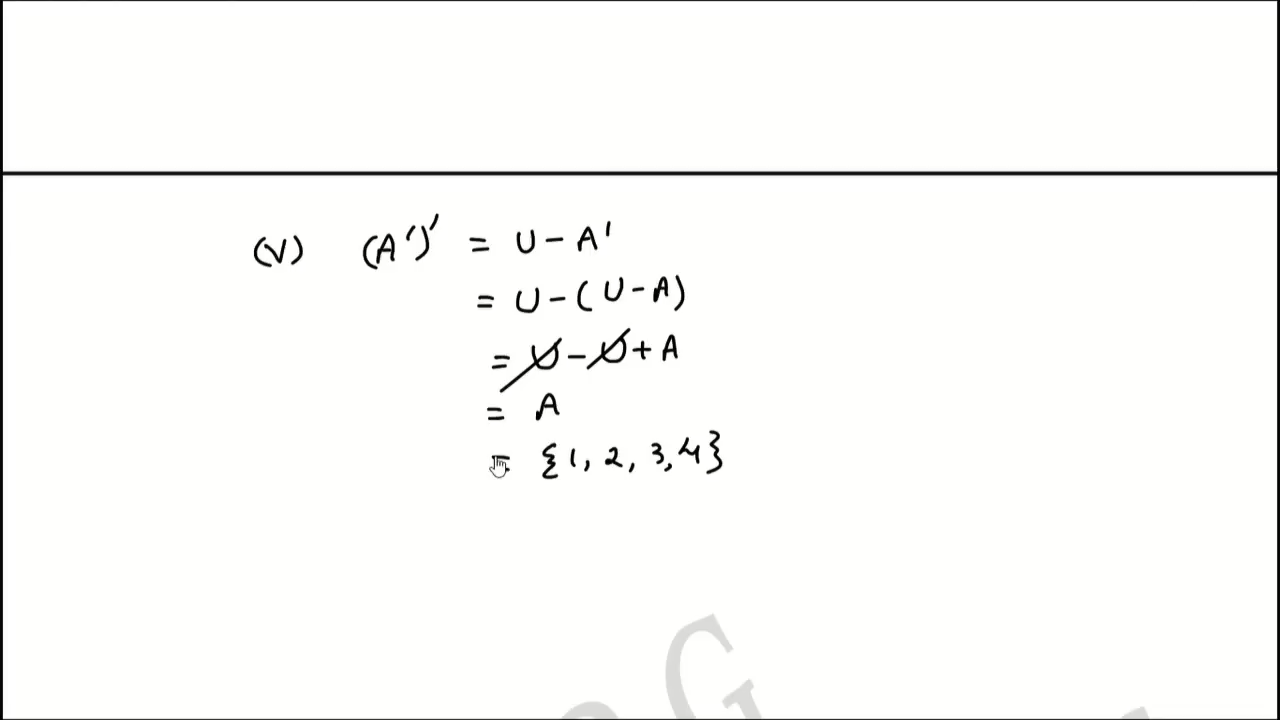 (V) (A')' = U - A'
= U - (U - A)
= U - U + A
= A
= {1, 2, 3, 4}
G